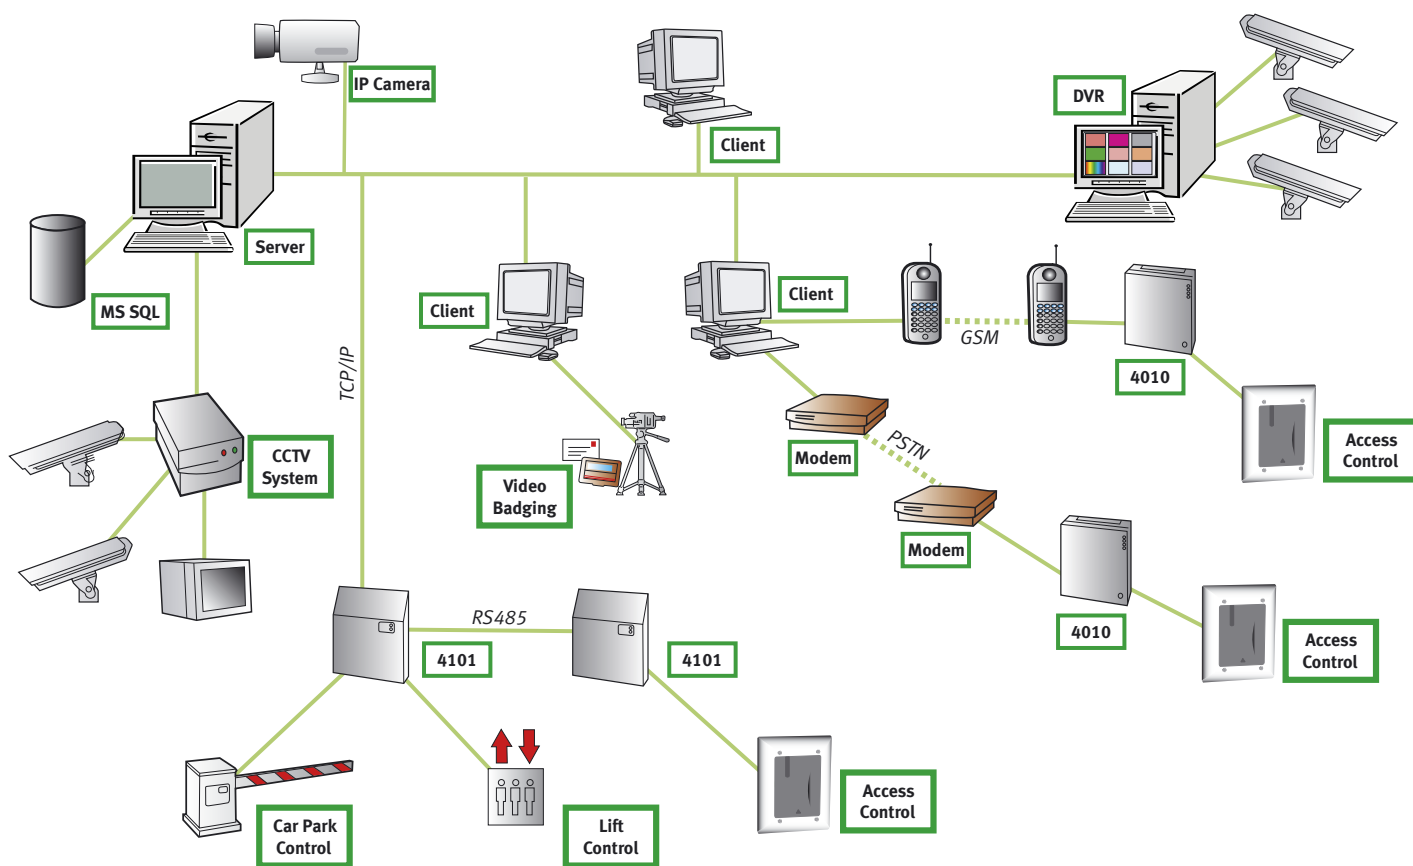 IP Camera
DVR
Client
Server
MS SQL
Client
Client
GSM
TCP/IP
4010
CCTV
System
Modem
PSTN
Access
Control
Video
Badging
Modem
RS485
4101
4101
4010
Access
Control
Car Park
Control
Lift
Control
Access
Control